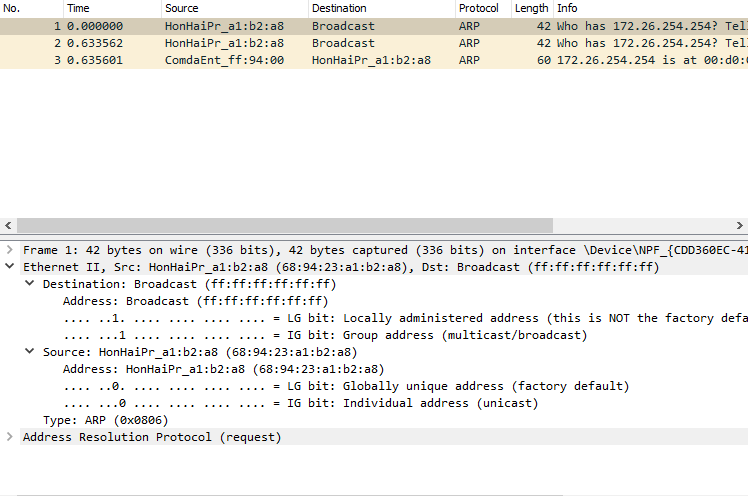 No. Time Source Destination Protocol Length Info
1 0.000000 HonHaiPr_a1:b2:a8 Broadcast ARP 42 Who has 172.26.254.254? Tell
2 0.633562 HonHaiPr_a1:b2:a8 Broadcast ARP 42 Who has 172.26.254.254? Tell
3 0.635601 ComdaEnt_ff:94:00 HonHaiPr_a1:b2:a8 ARP 60 172.26.254.254 is at 00:d0:
Frame 1: 42 bytes on wire (336 bits), 42 bytes captured (336 bits) on interface \Device\NPF_{CDD360EC-41
Ethernet II, Src: HonHaiPr_a1:b2:a8 (68:94:23:a1:b2:a8), Dst: Broadcast (ff:ff:ff:ff:ff:ff)
Destination: Broadcast (ff:ff:ff:ff:ff:ff)
Address: Broadcast (ff:ff:ff:ff:ff:ff)
.... ..1. .... .... .... .... = LG bit: Locally administered address (this is NOT the factory defa
.... ...1 .... .... .... .... = IG bit: Group address (multicast/broadcast)
Source: HonHaiPr_a1:b2:a8 (68:94:23:a1:b2:a8)
Address: HonHaiPr_a1:b2:a8 (68:94:23:a1:b2:a8)
.... ..0. .... .... .... .... = LG bit: Globally unique address (factory default)
.... ...0 .... .... .... .... = IG bit: Individual address (unicast)
Type: ARP (0x0806)
Address Resolution Protocol (request)